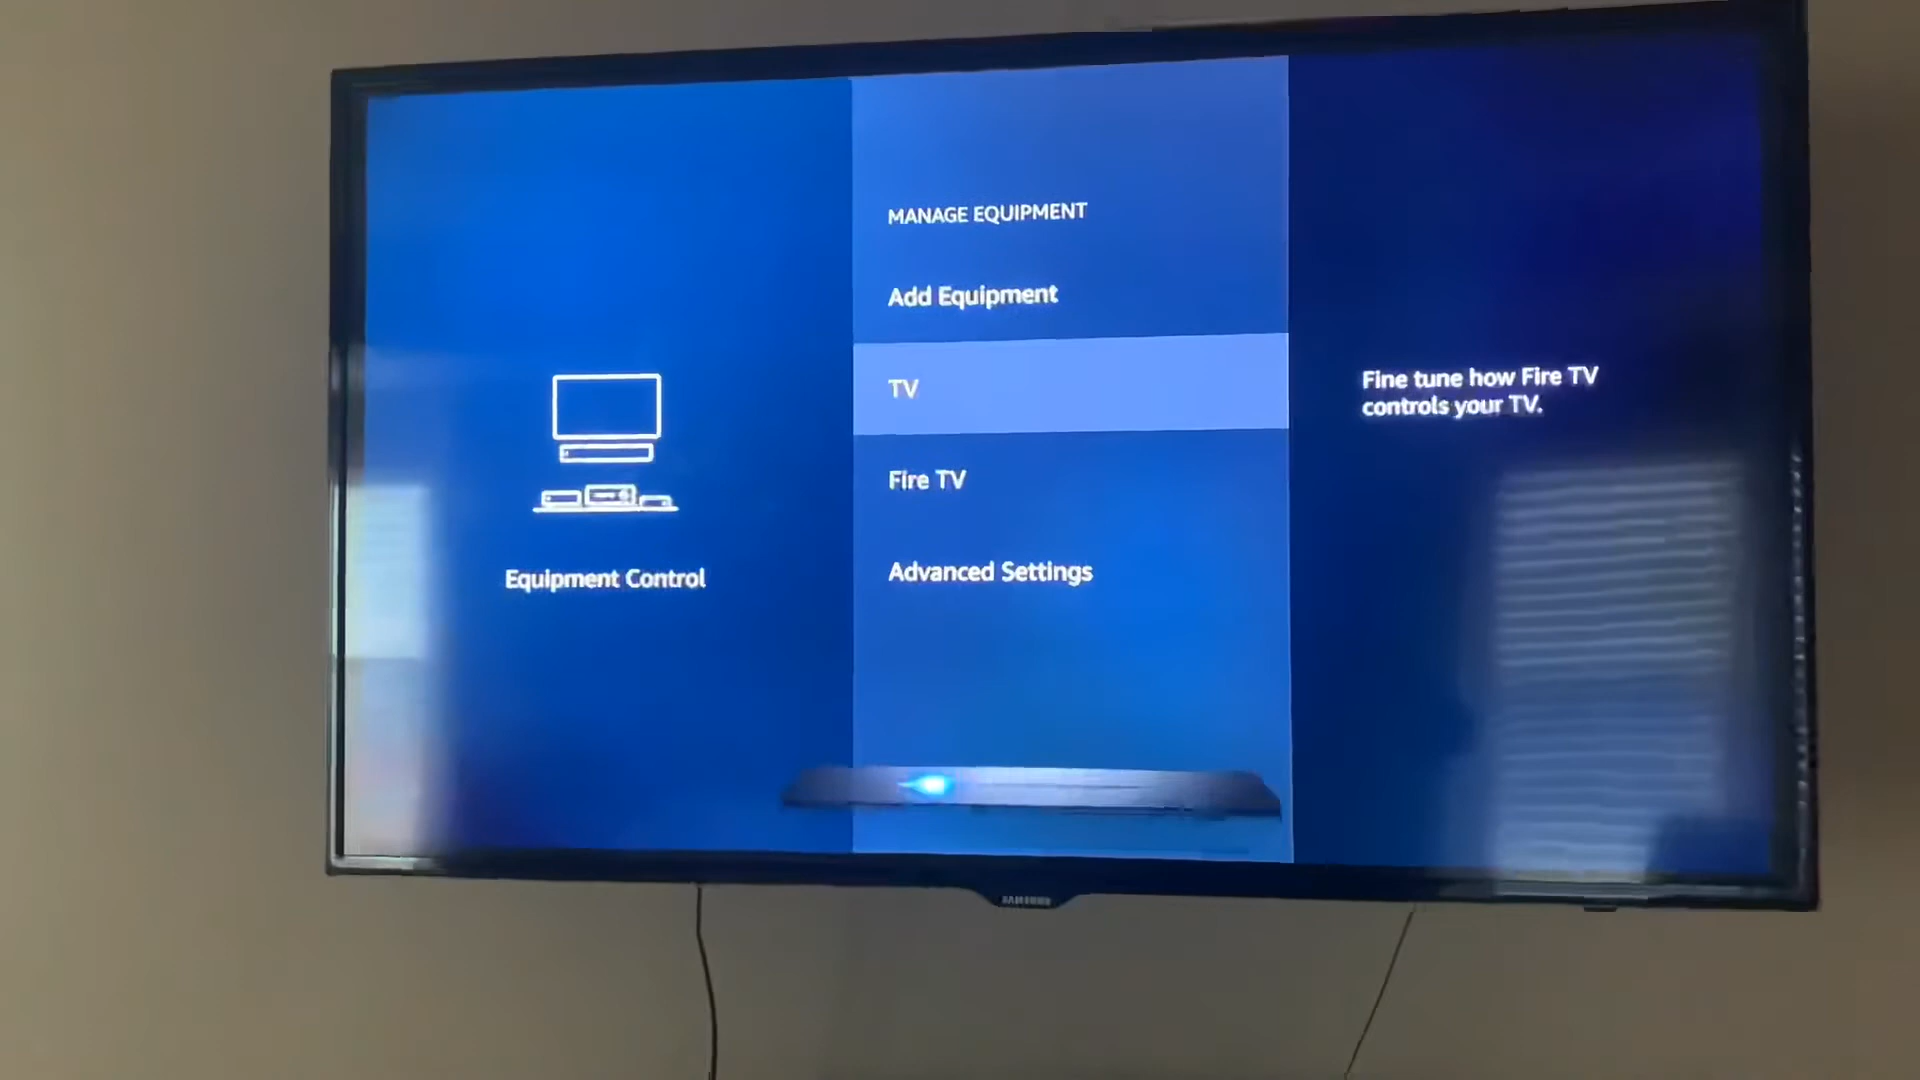 MANAGE EQUIPMENT
Add Equipment
TV
Fire TV
Advanced Settings
Equipment Control
Fine tune how Fire TV
controls your TV.
SAMSUNG